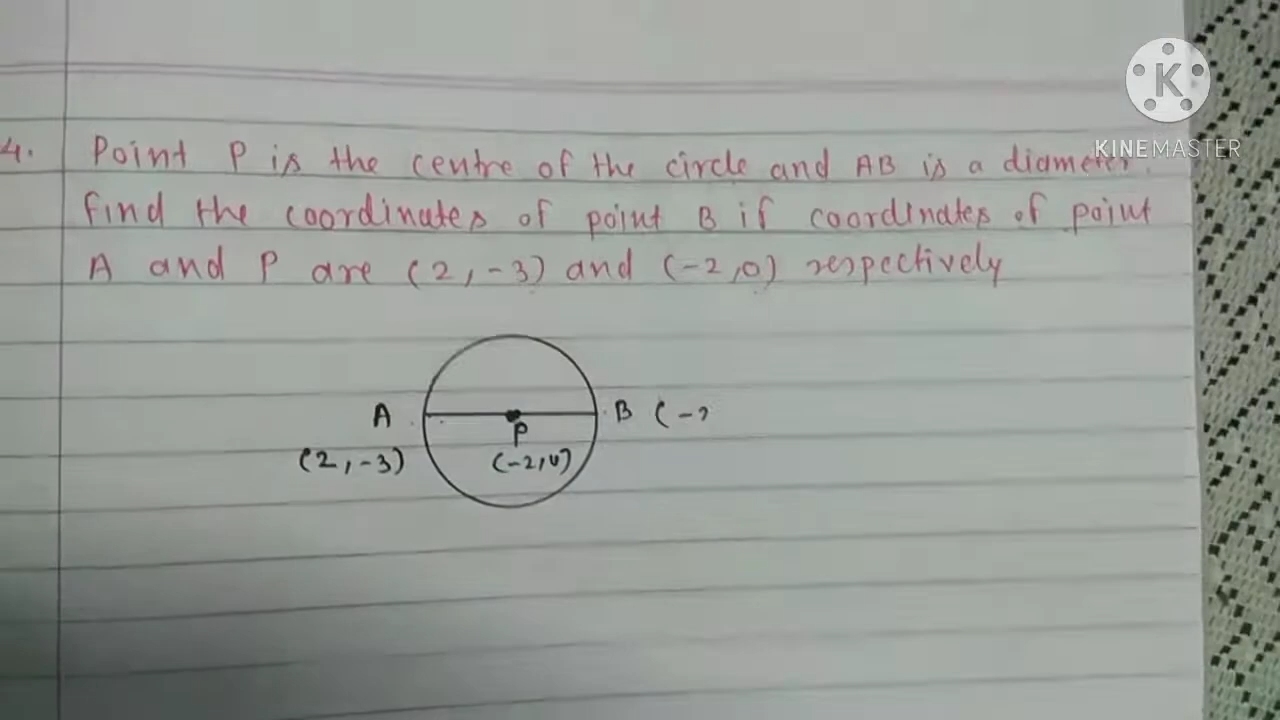 K
KINEMASTER
4. Point P is the centre of the circle and AB is a diameter.
find the coordinates of point B if coordinates of point
A and P are (2,-3) and (-2,0) respectively
A
P
B (-
(2,-3)
(-2,0)